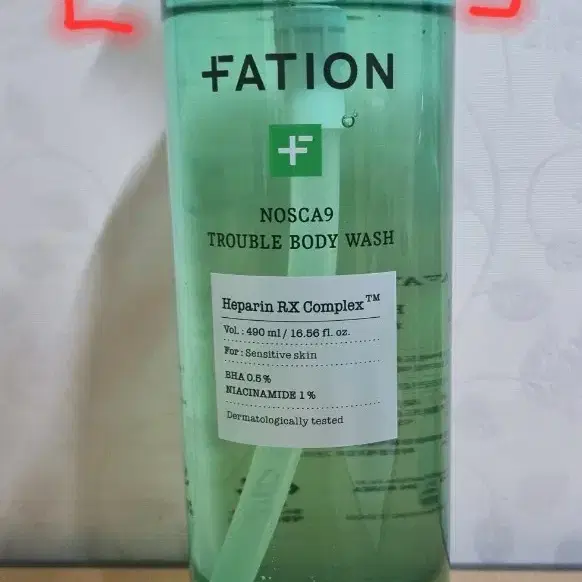 FATION
NOSCA9
TROUBLE BODY WASH
Heparin RX Complex™
Vol. : 490 ml / 16.56 fl. oz.
For : Sensitive skin
BHA 0.5 %
NIACINAMIDE 1 %
Dermatologically tested